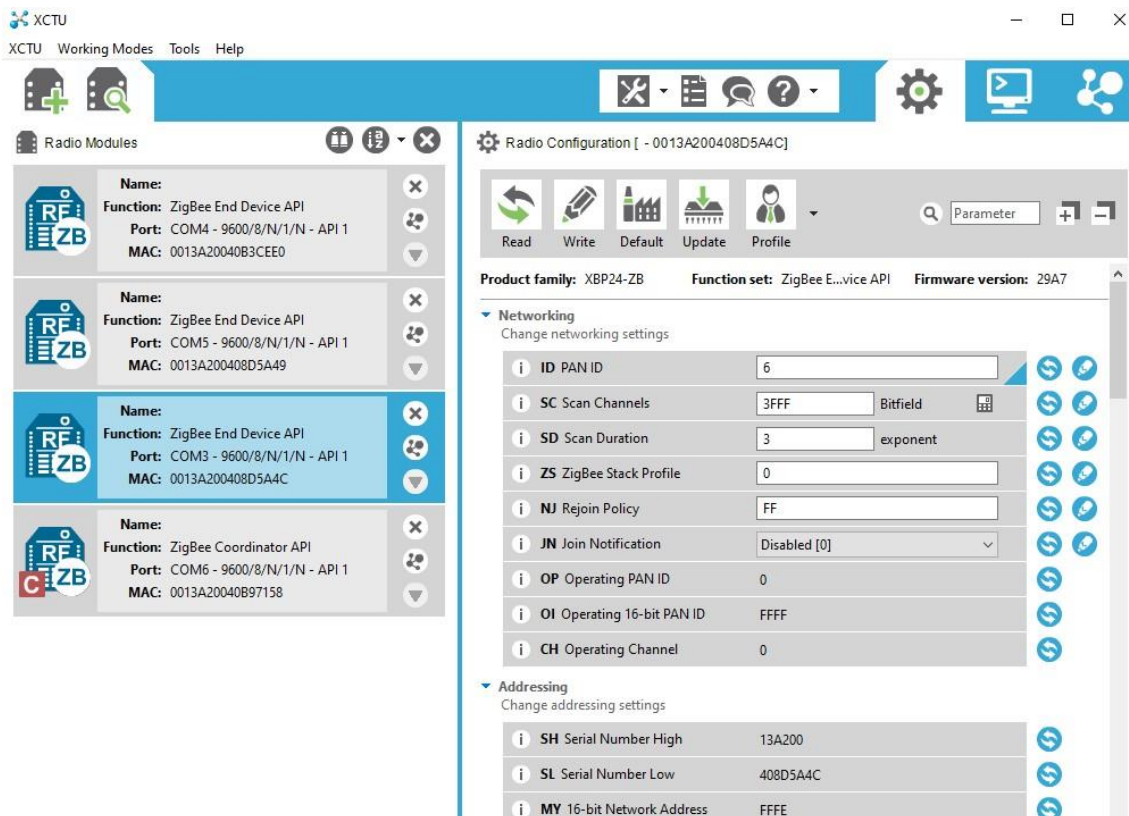 XCTU
XCTU Working Modes Tools Help
Radio Modules
Name:
Function: ZigBee End Device API
Port: COM4 - 9600/8/N/1/N - API 1
MAC: 0013A20040B3CEE0
RF
ZB
Name:
Function: ZigBee End Device API
Port: COM5 - 9600/8/N/1/N - API 1
MAC: 0013A200408D5A49
RF
ZB
Name:
Function: ZigBee End Device API
Port: COM3 - 9600/8/N/1/N - API 1
MAC: 0013A200408D5A4C
RF
ZB
Name:
Function: ZigBee Coordinator API
Port: COM6 - 9600/8/N/1/N - API 1
MAC: 0013A20040B97158
RF
C ZB
Radio Configuration [ - 0013A200408D5A4C]
Read Write Default Update Profile Parameter
Product family: XBP24-ZB Function set: ZigBee E...vice API Firmware version: 29A7
Networking
Change networking settings
i ID PAN ID 6
i SC Scan Channels 3FFF Bitfield
i SD Scan Duration 3 exponent
i ZS ZigBee Stack Profile 0
i NJ Rejoin Policy FF
i JN Join Notification Disabled [0]
i OP Operating PAN ID 0
i OI Operating 16-bit PAN ID FFFF
i CH Operating Channel 0
Addressing
Change addressing settings
i SH Serial Number High 13A200
i SL Serial Number Low 408D5A4C
i MY 16-bit Network Address FFFE